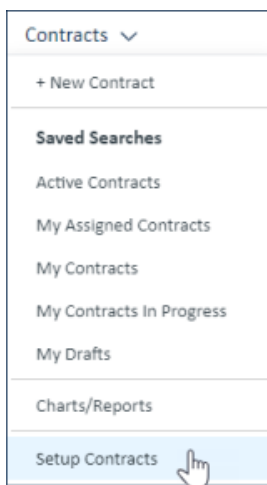 Contracts
+ New Contract
Saved Searches
Active Contracts
My Assigned Contracts
My Contracts
My Contracts In Progress
My Drafts
Charts/Reports
Setup Contracts